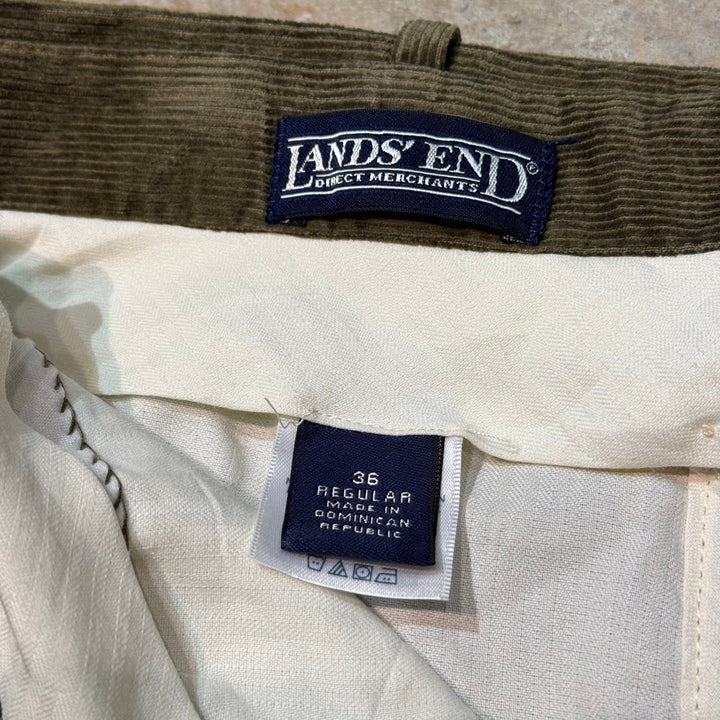 LANDS' END®
DIRECT MERCHANTS
36
REGULAR
MADE IN
DOMINICAN
REPUBLIC